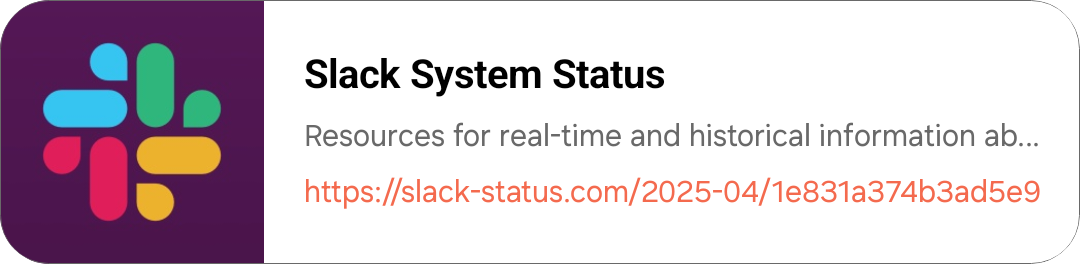 Slack System Status
Resources for real-time and historical information ab...
https://slack-status.com/2025-04/1e831a374b3ad5e9